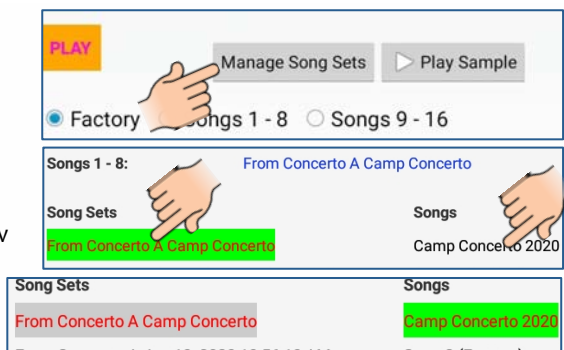 PLAY
Manage Song Sets Play Sample
Factory Songs 1 - 8 Songs 9 - 16
Songs 1 - 8: From Concerto A Camp Concerto
Song Sets Songs
From Concerto A Camp Concerto Camp Concerto 2020
Song Sets Songs
From Concerto A Camp Concerto Camp Concerto 2020